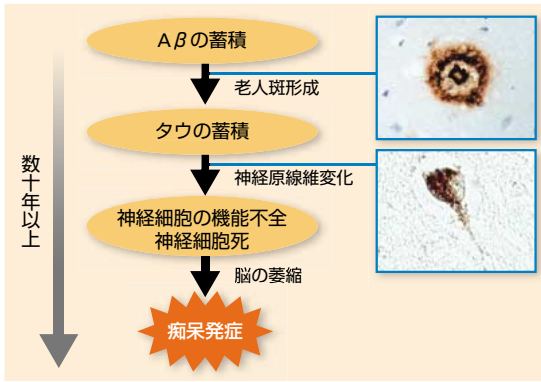 Aβの蓄積
老人斑形成
タウの蓄積
神経原線維変化
神経細胞の機能不全
神経細胞死
脳の萎縮
痴呆発症
数十年以上